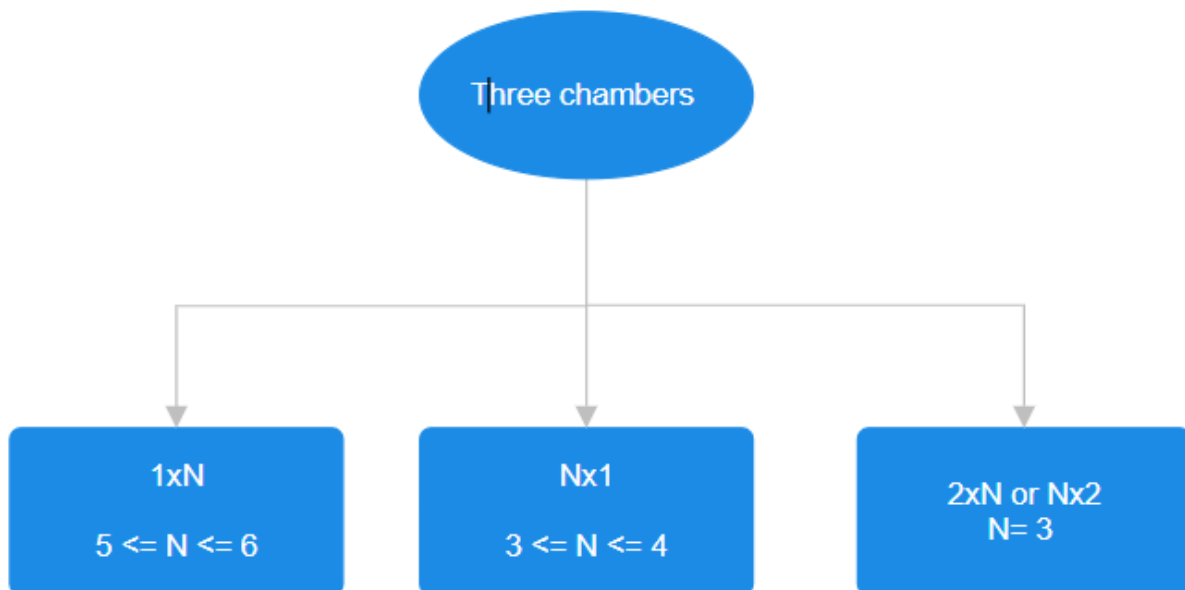 Three chambers
1xN
5 <= N <= 6
Nx1
3 <= N <= 4
2xN or Nx2
N= 3